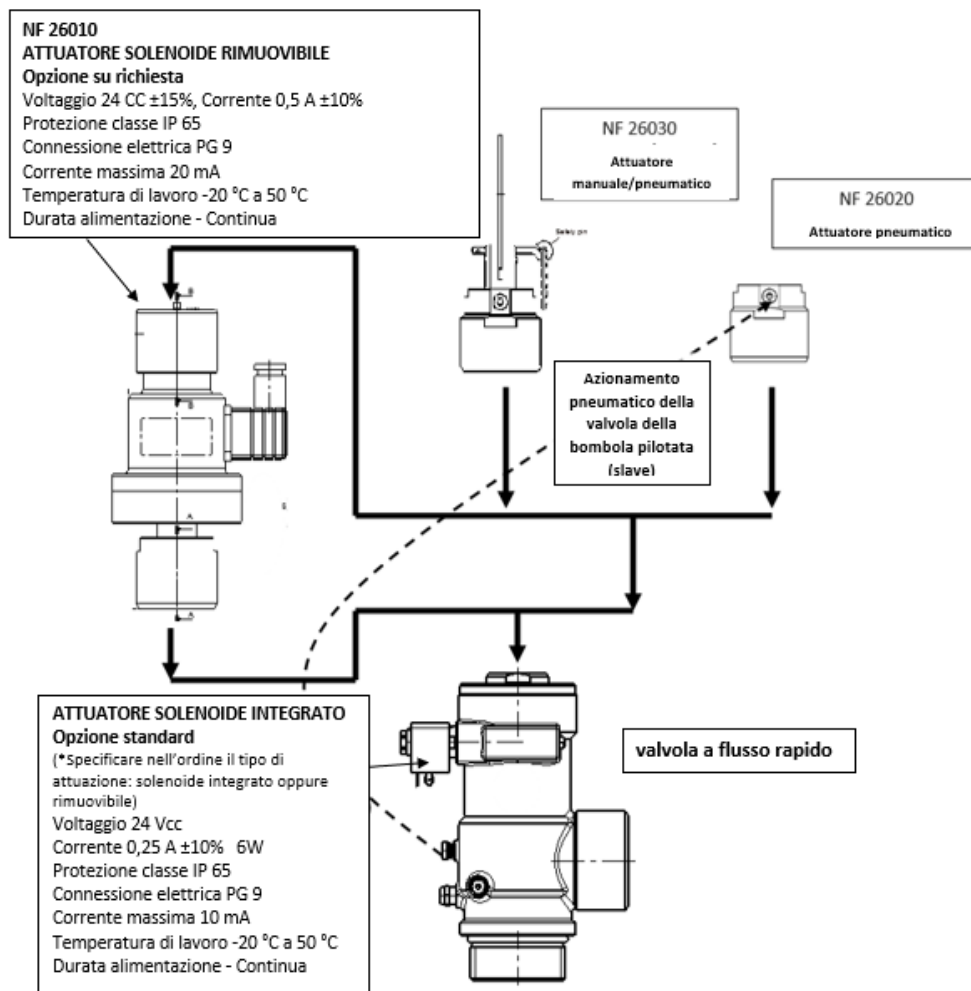 NF 26010
ATTUATORE SOLENOIDE RIMUOVIBILE
Opzione su richiesta
Voltaggio 24 CC ±15%, Corrente 0,5 A ±10%
Protezione classe IP 65
Connessione elettrica PG 9
Corrente massima 20 mA
Temperatura di lavoro -20 °C a 50 °C
Durata alimentazione - Continua
NF 26030
Attuatore
manuale/pneumatico
NF 26020
Attuatore pneumatico
Safety pin
B
B
A
A
Azionamento
pneumatico della
valvola della
bombola pilotata
(slave)
ATTUATORE SOLENOIDE INTEGRATO
Opzione standard
(*Specificare nell'ordine il tipo di
attuazione: solenoide integrato oppure
rimuovibile)
Voltaggio 24 Vcc
Corrente 0,25 A ±10% 6W
Protezione classe IP 65
Connessione elettrica PG 9
Corrente massima 10 mA
Temperatura di lavoro -20 °C a 50 °C
Durata alimentazione - Continua
valvola a flusso rapido